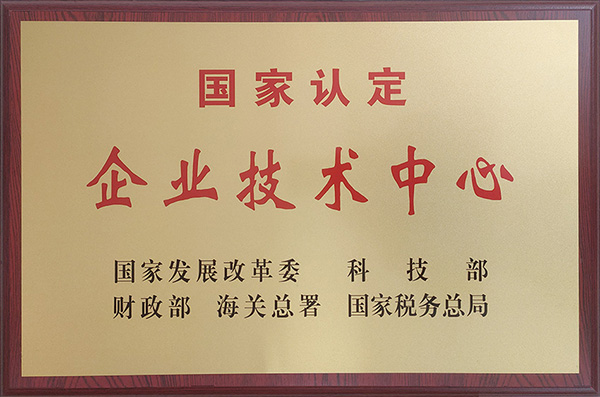 国家认定
企业技术中心
国家发展改革委 科技部
财政部 海关总署 国家税务总局